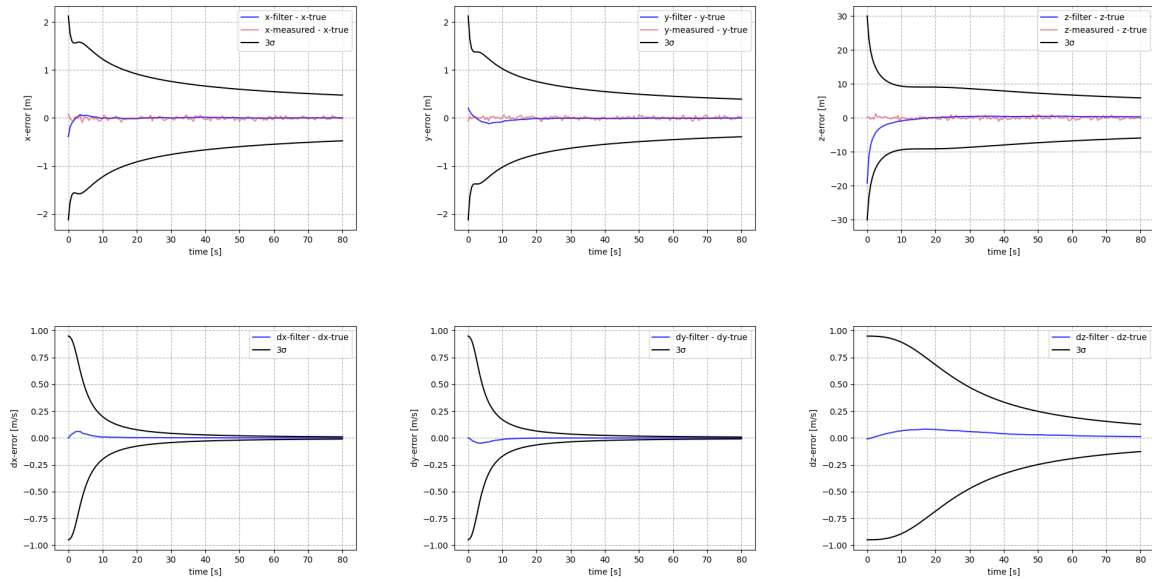 x-error [m]
2
1
0
−1
−2
x-filter - x-true
x-measured - x-true
3σ
0 10 20 30 40 50 60 70 80
time [s]
y-error [m]
2
1
0
−1
−2
y-filter - y-true
y-measured - y-true
3σ
0 10 20 30 40 50 60 70 80
time [s]
z-error [m]
30
20
10
0
−10
−20
−30
z-filter - z-true
z-measured - z-true
3σ
0 10 20 30 40 50 60 70 80
time [s]
dx-error [m/s]
1.00
0.75
0.50
0.25
0.00
−0.25
−0.50
−0.75
−1.00
dx-filter - dx-true
3σ
0 10 20 30 40 50 60 70 80
time [s]
dy-error [m/s]
1.00
0.75
0.50
0.25
0.00
−0.25
−0.50
−0.75
−1.00
dy-filter - dy-true
3σ
0 10 20 30 40 50 60 70 80
time [s]
dz-error [m/s]
1.00
0.75
0.50
0.25
0.00
−0.25
−0.50
−0.75
−1.00
dz-filter - dz-true
3σ
0 10 20 30 40 50 60 70 80
time [s]